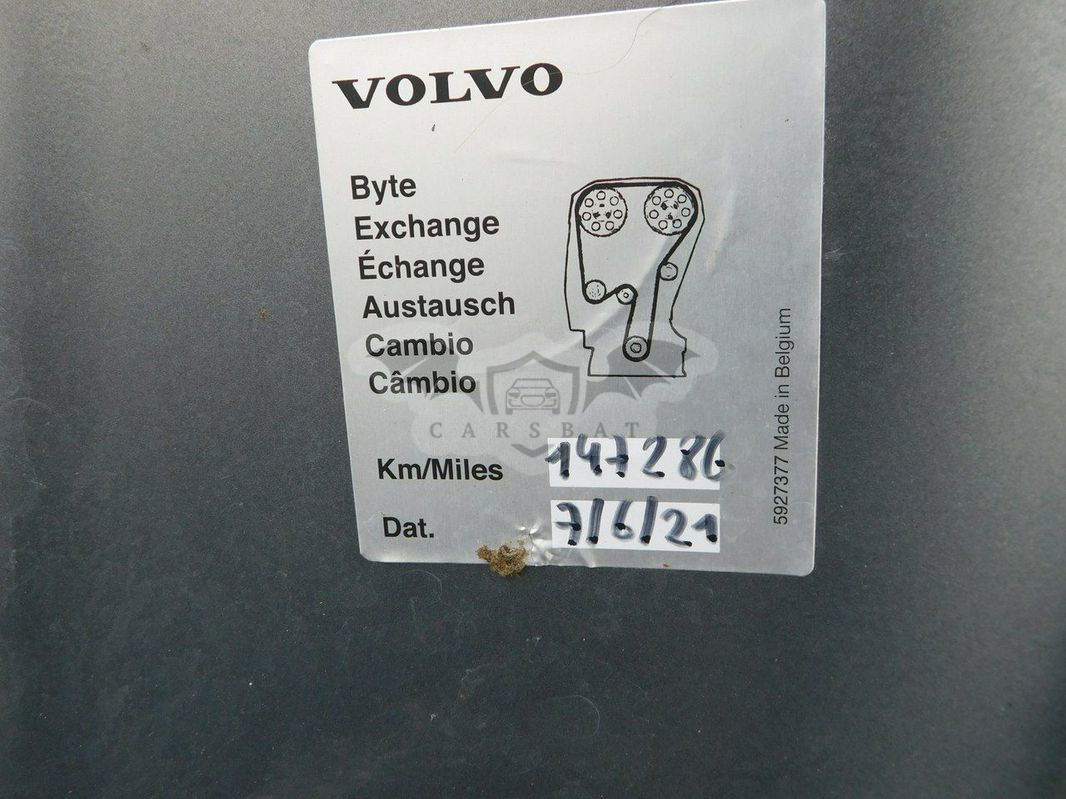 VOLVO
Byte
Exchange
Échange
Austausch
Cambio
Câmbio
CARSBAT
Km/Miles 147286
Dat. 7/6/21
5927377 Made in Belgium